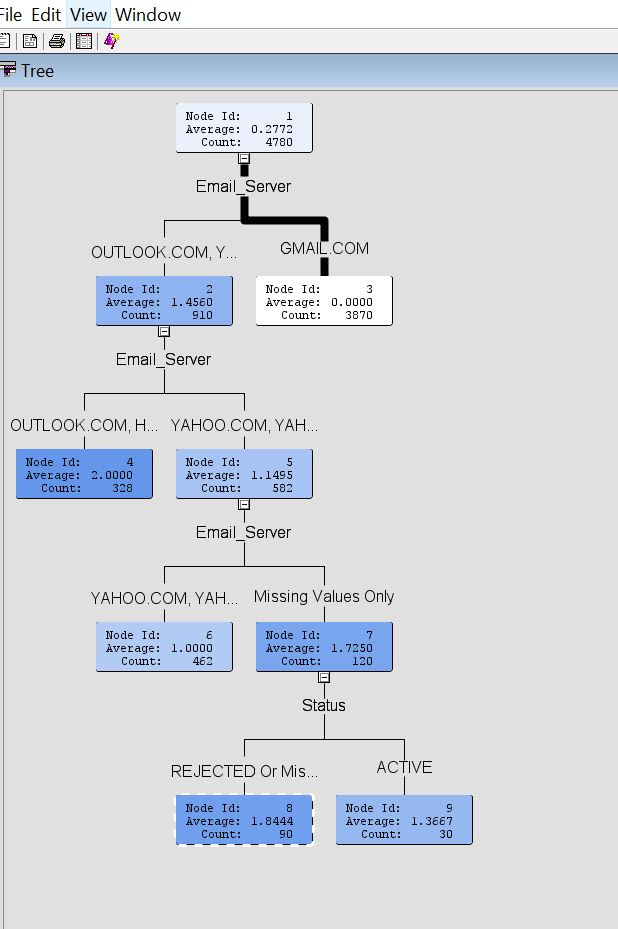 File Edit View Window
Tree
Node Id: 1
Average: 0.2772
Count: 4780
Email_Server
OUTLOOK.COM, Y... GMAIL.COM
Node Id: 2
Average: 1.4560
Count: 910
Node Id: 3
Average: 0.0000
Count: 3870
Email_Server
OUTLOOK.COM, H... YAHOO.COM, YAH...
Node Id: 4
Average: 2.0000
Count: 328
Node Id: 5
Average: 1.1495
Count: 582
Email_Server
YAHOO.COM, YAH... Missing Values Only
Node Id: 6
Average: 1.0000
Count: 462
Node Id: 7
Average: 1.7250
Count: 120
Status
REJECTED Or Mis... ACTIVE
Node Id: 8
Average: 1.8444
Count: 90
Node Id: 9
Average: 1.3667
Count: 30